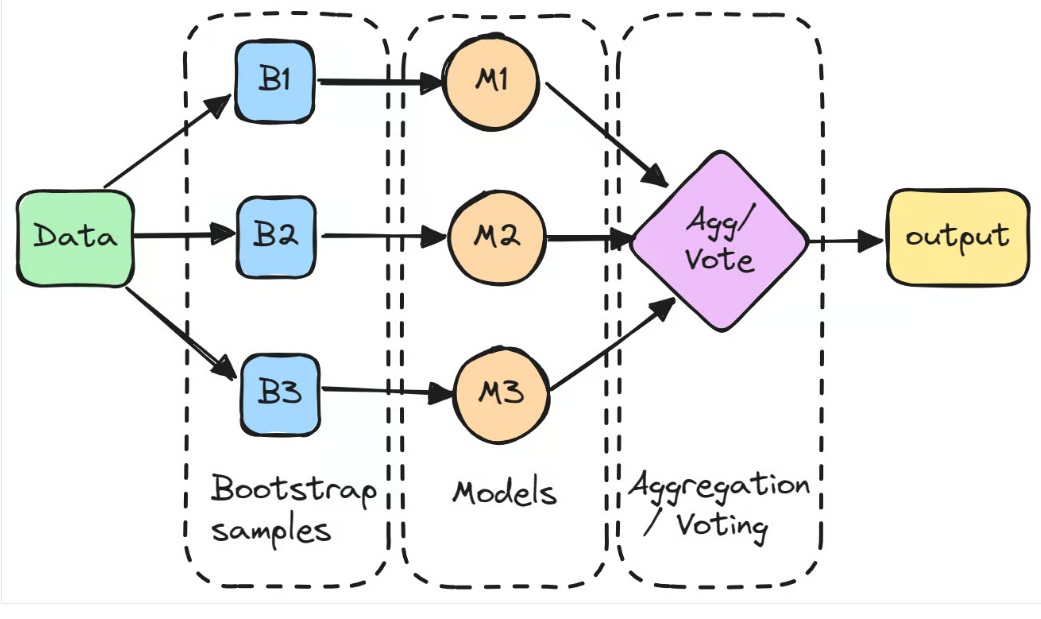 B1
M1
Data
B2
M2
Agg/
Vote
output
B3
M3
Bootstrap
samples
Models
Aggregation
/ Voting